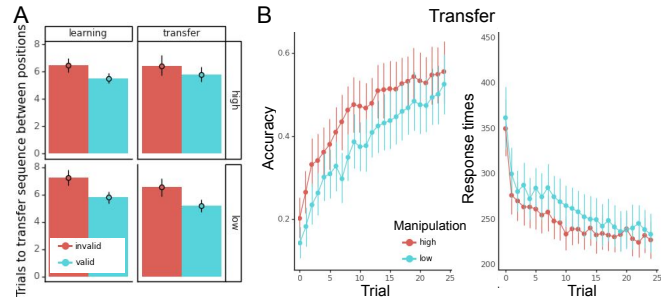 A
Trials to transfer sequence between positions
learning
transfer
8
6
4
2
0
high
8
6
4
2
0
low
invalid
valid
B
Transfer
Accuracy
0.6
0.4
0.2
Manipulation
high
low
0 5 10 15 20 25
Trial
Response times
450
400
350
300
250
200
0 5 10 15 20 25
Trial